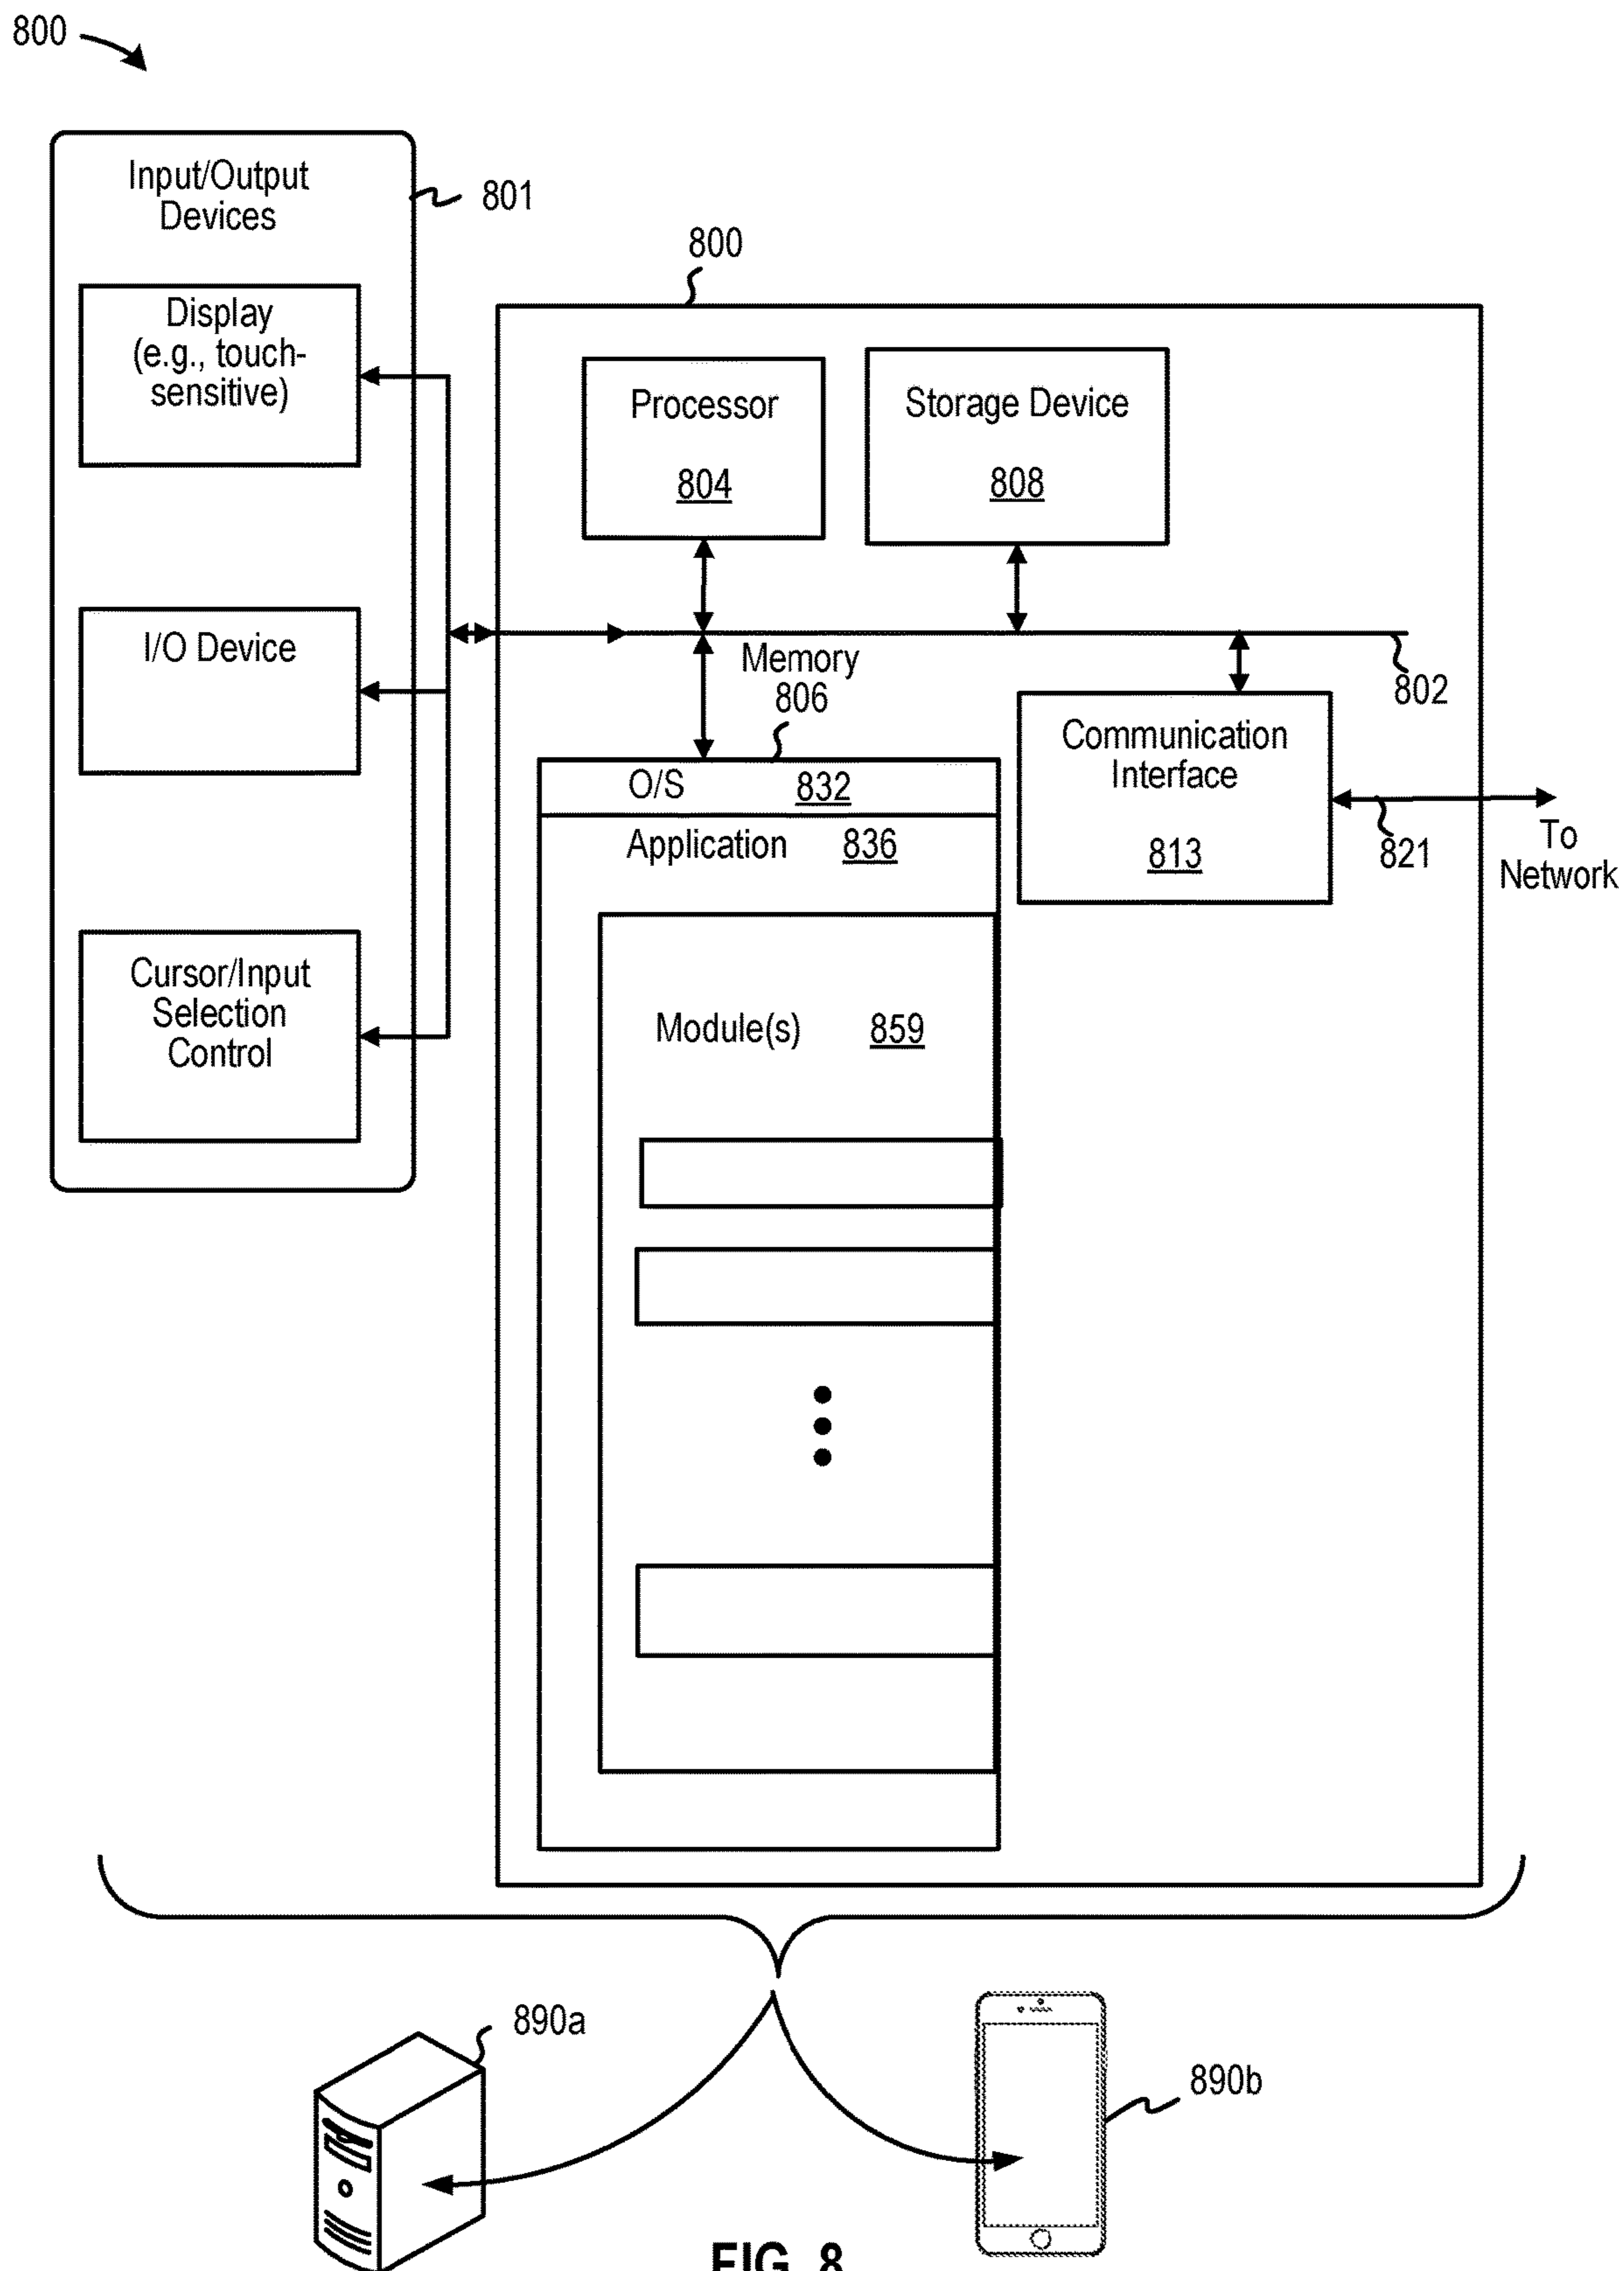 800
Input/Output
Devices
801
Display
(e.g., touch-
sensitive)
I/O Device
Cursor/Input
Selection
Control
800
Processor
804
Storage Device
808
802
Memory
806
O/S 832
Application 836
Module(s) 859
Communication
Interface
813
821
To
Network
890a
890b
FIG. 8